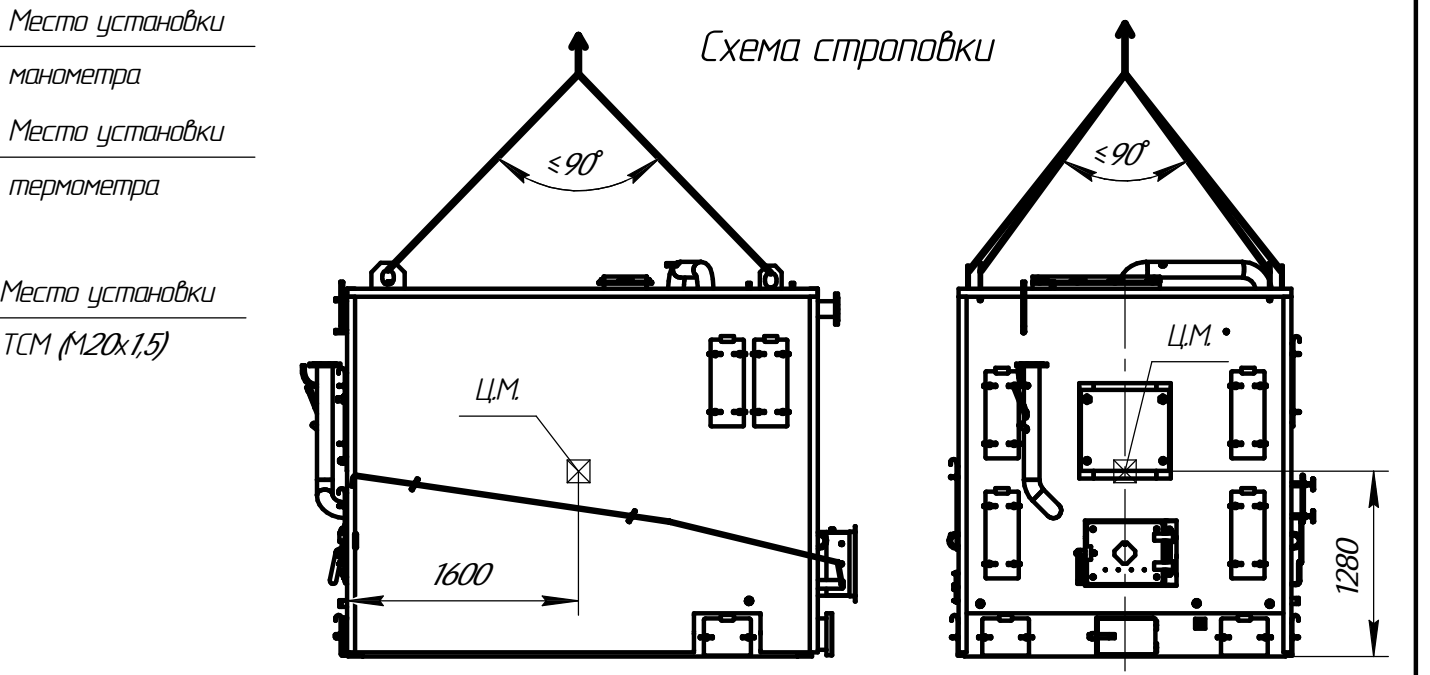 Место установки
манометра
Место установки
термометра
Место установки
ТСМ (М20х1,5)
Схема строповки
≤90°
≤90°
Ц.М.
Ц.М.
1600
1280